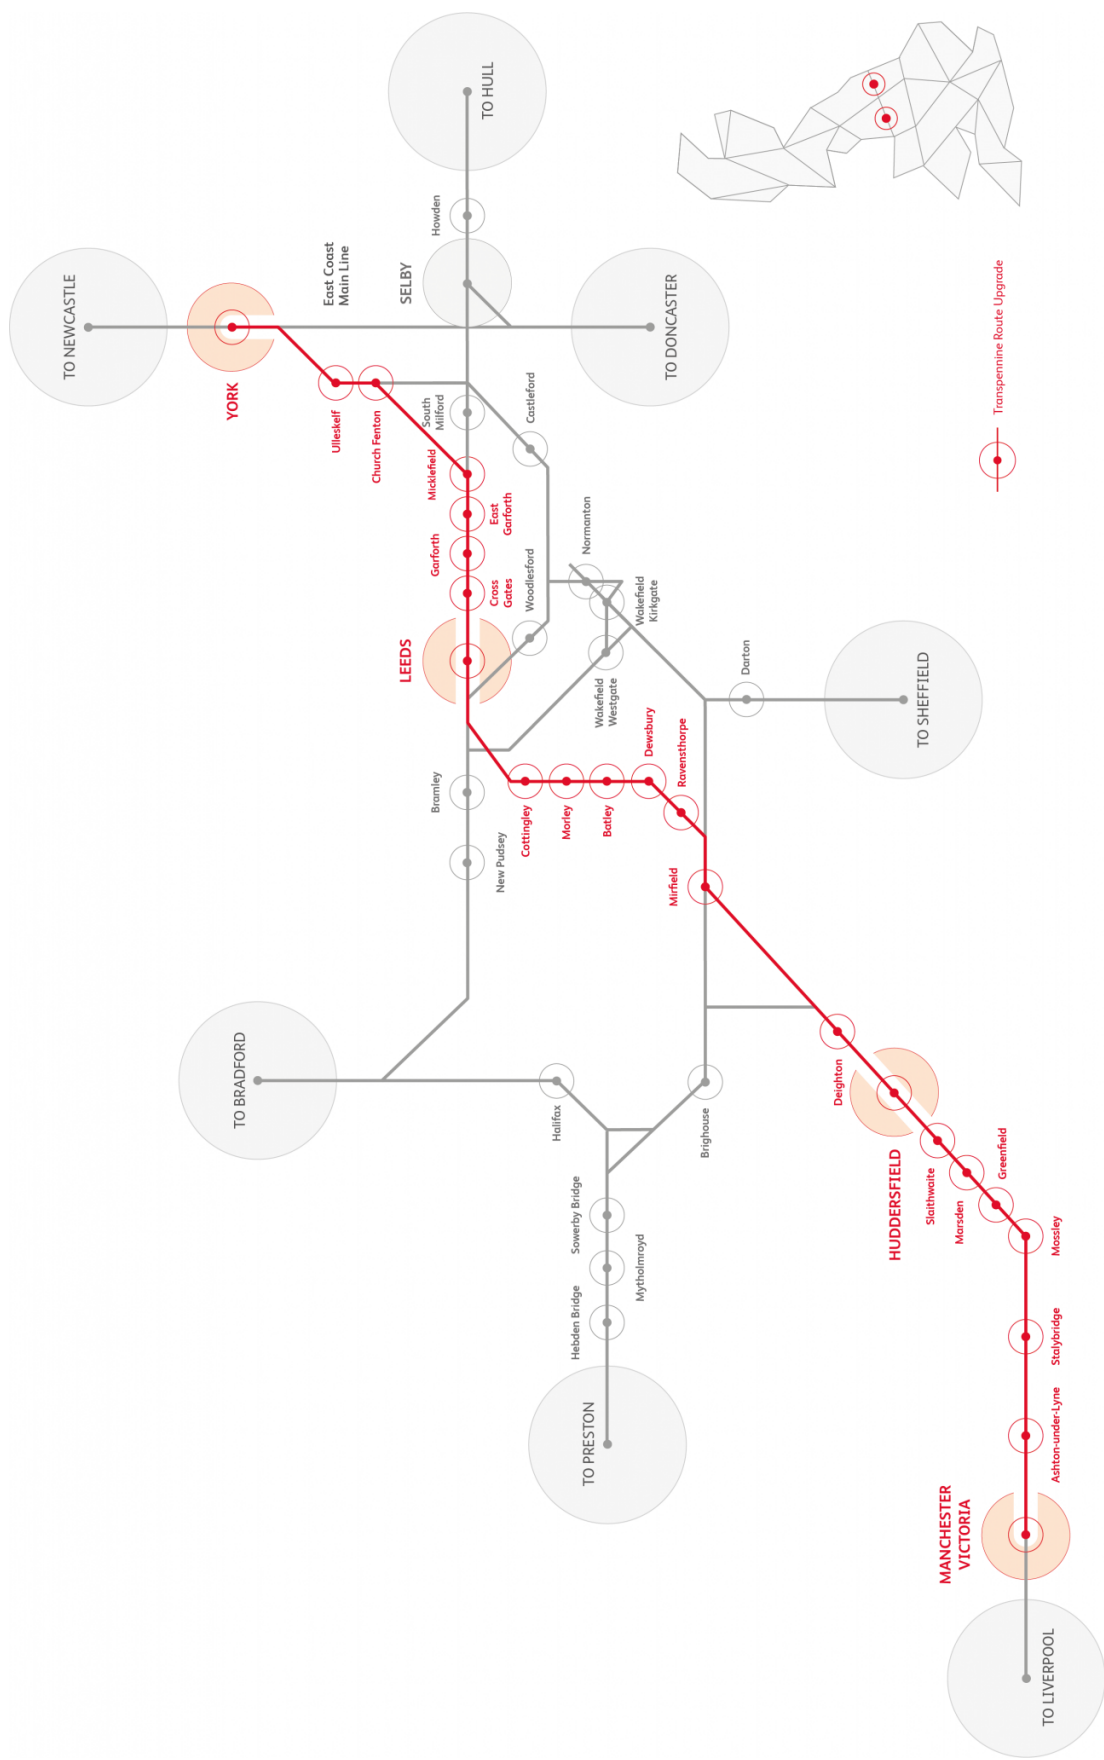 TO NEWCASTLE
YORK
East Coast
Main Line
SELBY
Howden
TO HULL
TO DONCASTER
Ulleskelf
Church Fenton
South
Milford
Micklefield
Castleford
East
Garforth
Garforth
Cross
Gates
LEEDS
Woodlesford
Normanton
Wakefield
Kirkgate
Wakefield
Westgate
Darton
TO SHEFFIELD
Bramley
New Pudsey
Cottingley
Morley
Batley
Dewsbury
Ravensthorpe
Mirfield
TO BRADFORD
Halifax
Brighouse
Deighton
HUDDERSFIELD
Slaithwaite
Marsden
Greenfield
Mossley
Sowerby Bridge
Mytholmroyd
Hebden Bridge
TO PRESTON
Stalybridge
Ashton-under-Lyne
MANCHESTER
VICTORIA
TO LIVERPOOL
Transpennine Route Upgrade